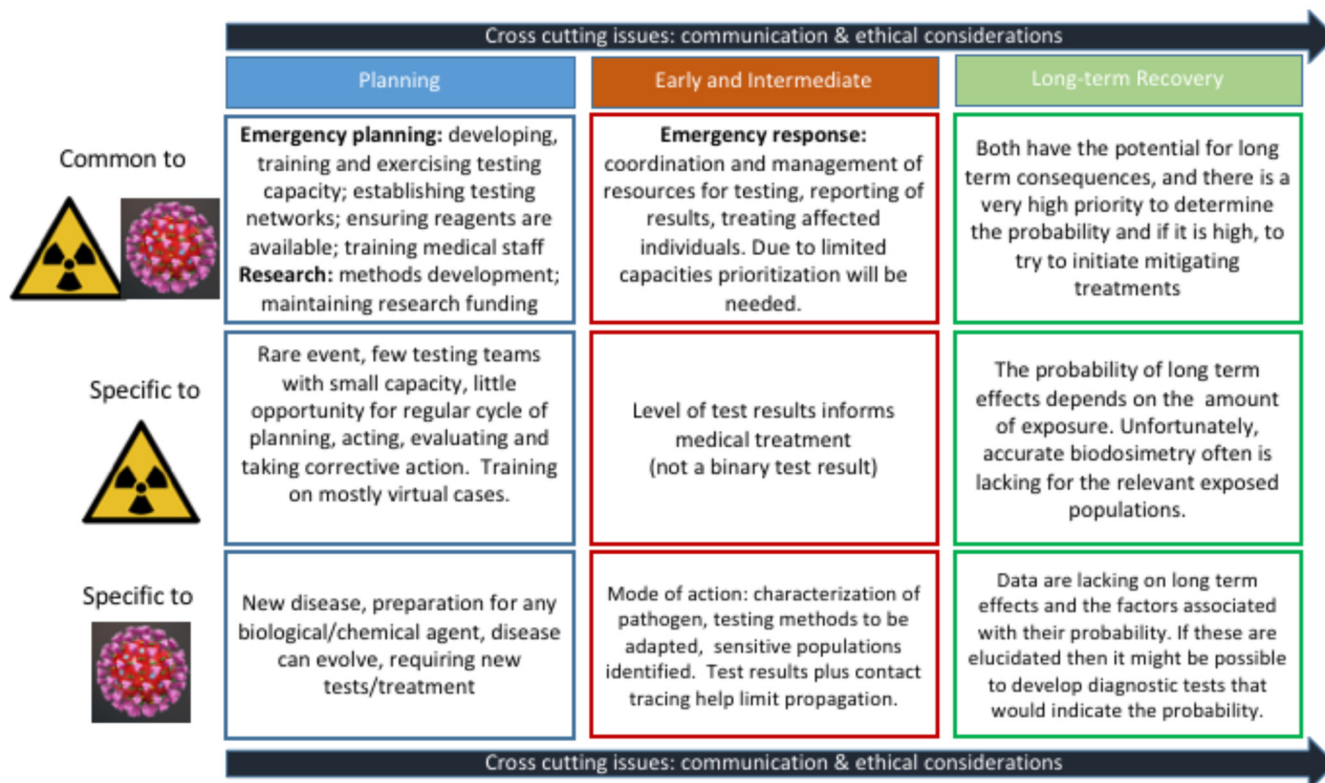 Cross cutting issues: communication & ethical considerations
Planning
Early and Intermediate
Long-term Recovery
Common to
Emergency planning: developing,
training and exercising testing
capacity; establishing testing
networks; ensuring reagents are
available; training medical staff
Research: methods development;
maintaining research funding
Emergency response:
coordination and management of
resources for testing, reporting of
results, treating affected
individuals. Due to limited
capacities prioritization will be
needed.
Both have the potential for long
term consequences, and there is a
very high priority to determine
the probability and if it is high, to
try to initiate mitigating
treatments
Specific to
Rare event, few testing teams
with small capacity, little
opportunity for regular cycle of
planning, acting, evaluating and
taking corrective action. Training
on mostly virtual cases.
Level of test results informs
medical treatment
(not a binary test result)
The probability of long term
effects depends on the amount
of exposure. Unfortunately,
accurate biodosimetry often is
lacking for the relevant exposed
populations.
Specific to
New disease, preparation for any
biological/chemical agent, disease
can evolve, requiring new
tests/treatment
Mode of action: characterization of
pathogen, testing methods to be
adapted, sensitive populations
identified. Test results plus contact
tracing help limit propagation.
Data are lacking on long term
effects and the factors associated
with their probability. If these are
elucidated then it might be possible
to develop diagnostic tests that
would indicate the probability.
Cross cutting issues: communication & ethical considerations